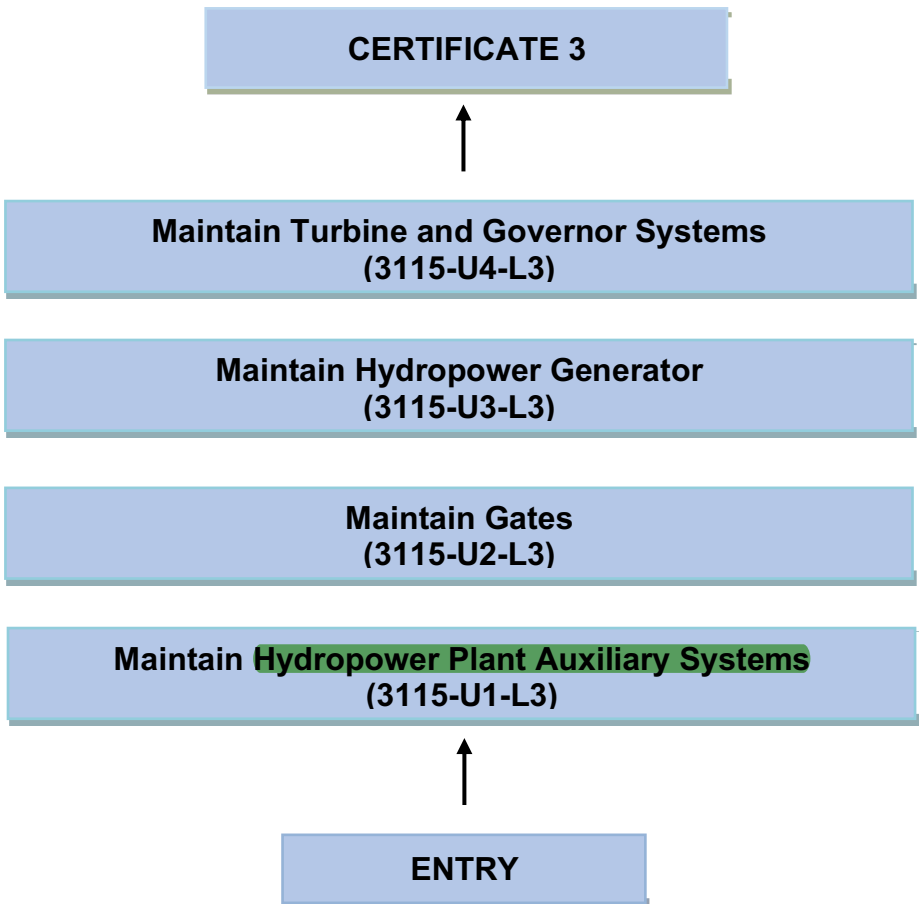 CERTIFICATE 3
Maintain Turbine and Governor Systems
(3115-U4-L3)
Maintain Hydropower Generator
(3115-U3-L3)
Maintain Gates
(3115-U2-L3)
Maintain Hydropower Plant Auxiliary Systems
(3115-U1-L3)
ENTRY